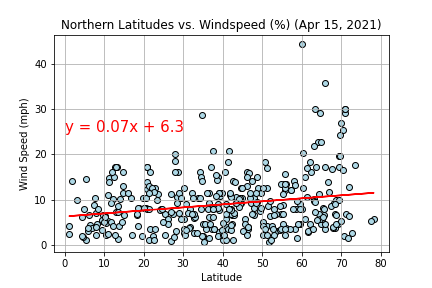 Northern Latitudes vs. Windspeed (%) (Apr 15, 2021)
Wind Speed (mph)
40
30
20
10
0
y = 0.07x + 6.3
0 10 20 30 40 50 60 70 80
Latitude